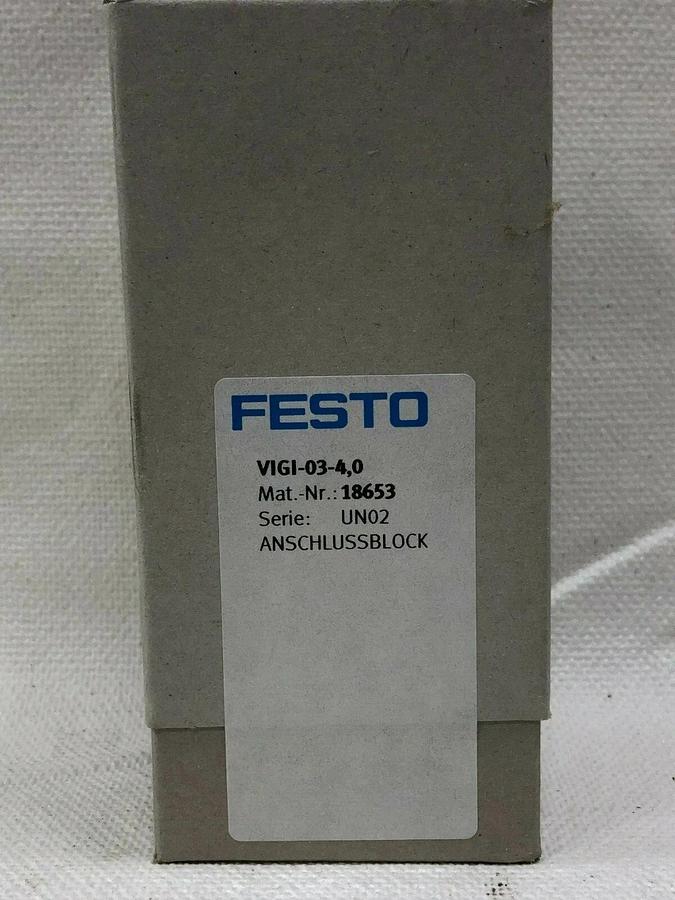 FESTO
VIGI-03-4,0
Mat.-Nr.: 18653
Serie: UN02
ANSCHLUSSBLOCK